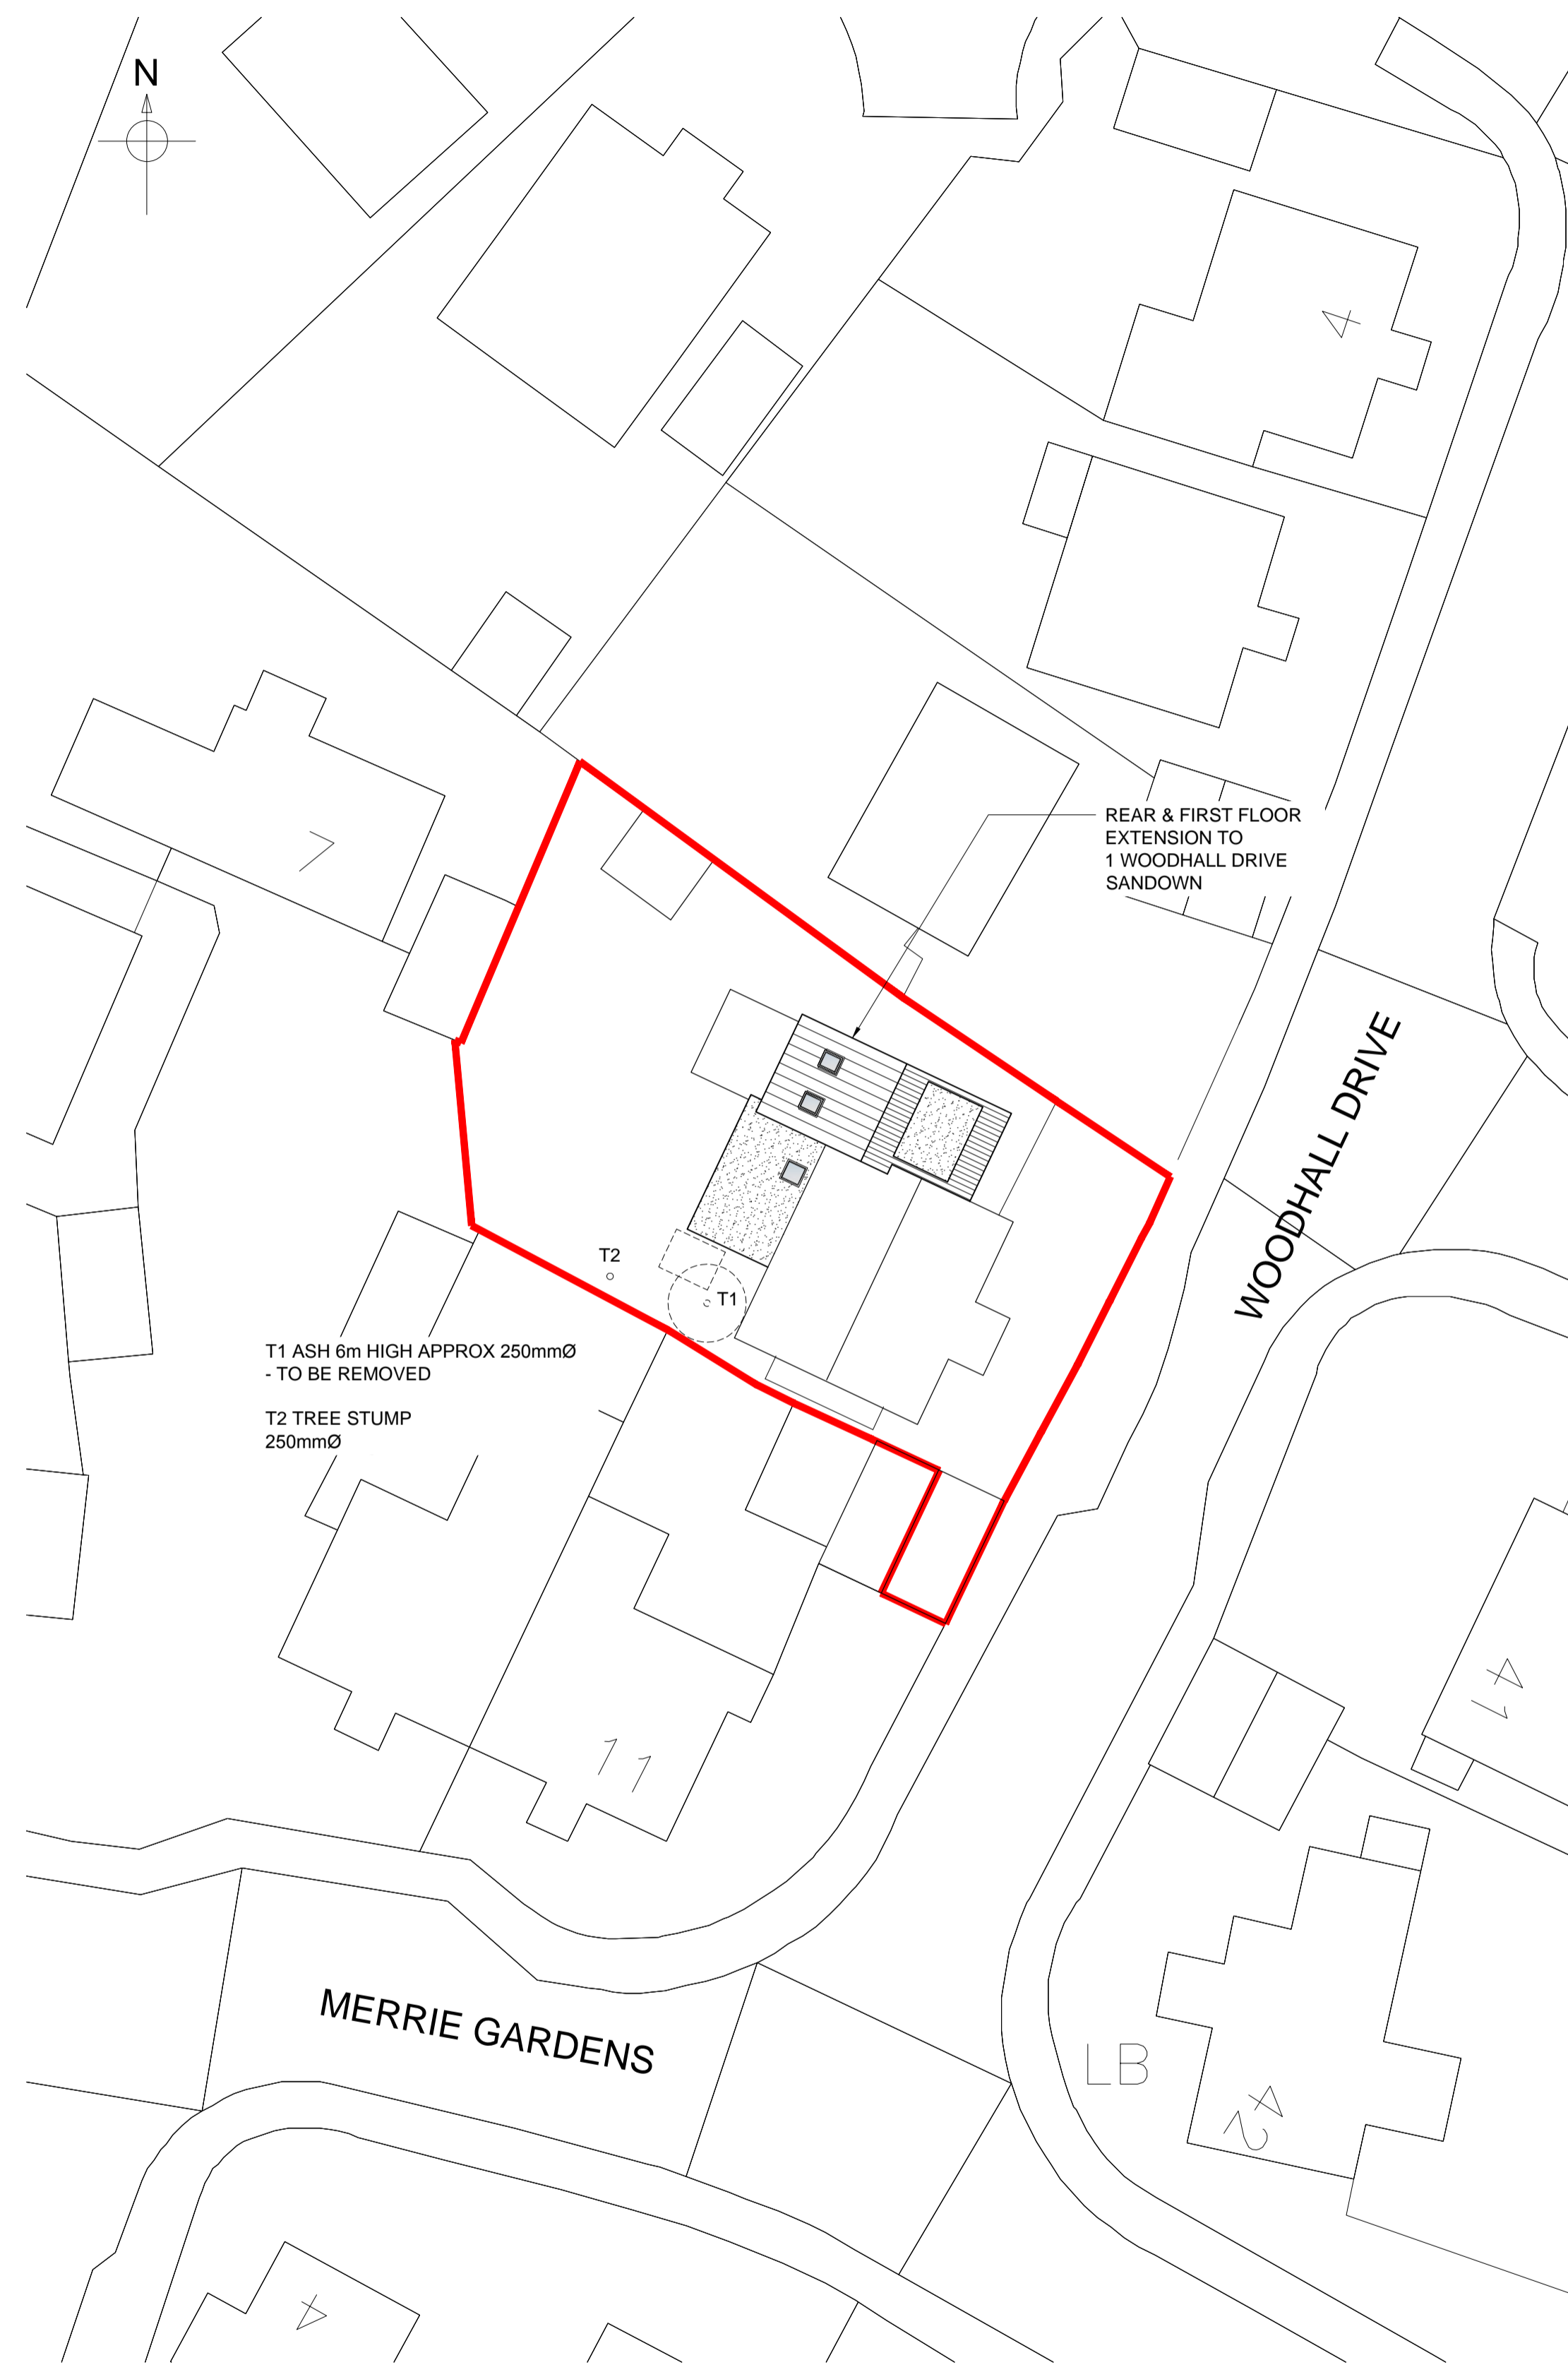 N
4
7
REAR & FIRST FLOOR
EXTENSION TO
1 WOODHALL DRIVE
SANDOWN
WOODHALL DRIVE
T2
T1
T1 ASH 6m HIGH APPROX 250mmØ
- TO BE REMOVED
T2 TREE STUMP
250mmØ
41
11
MERRIE GARDENS
LB
42
4